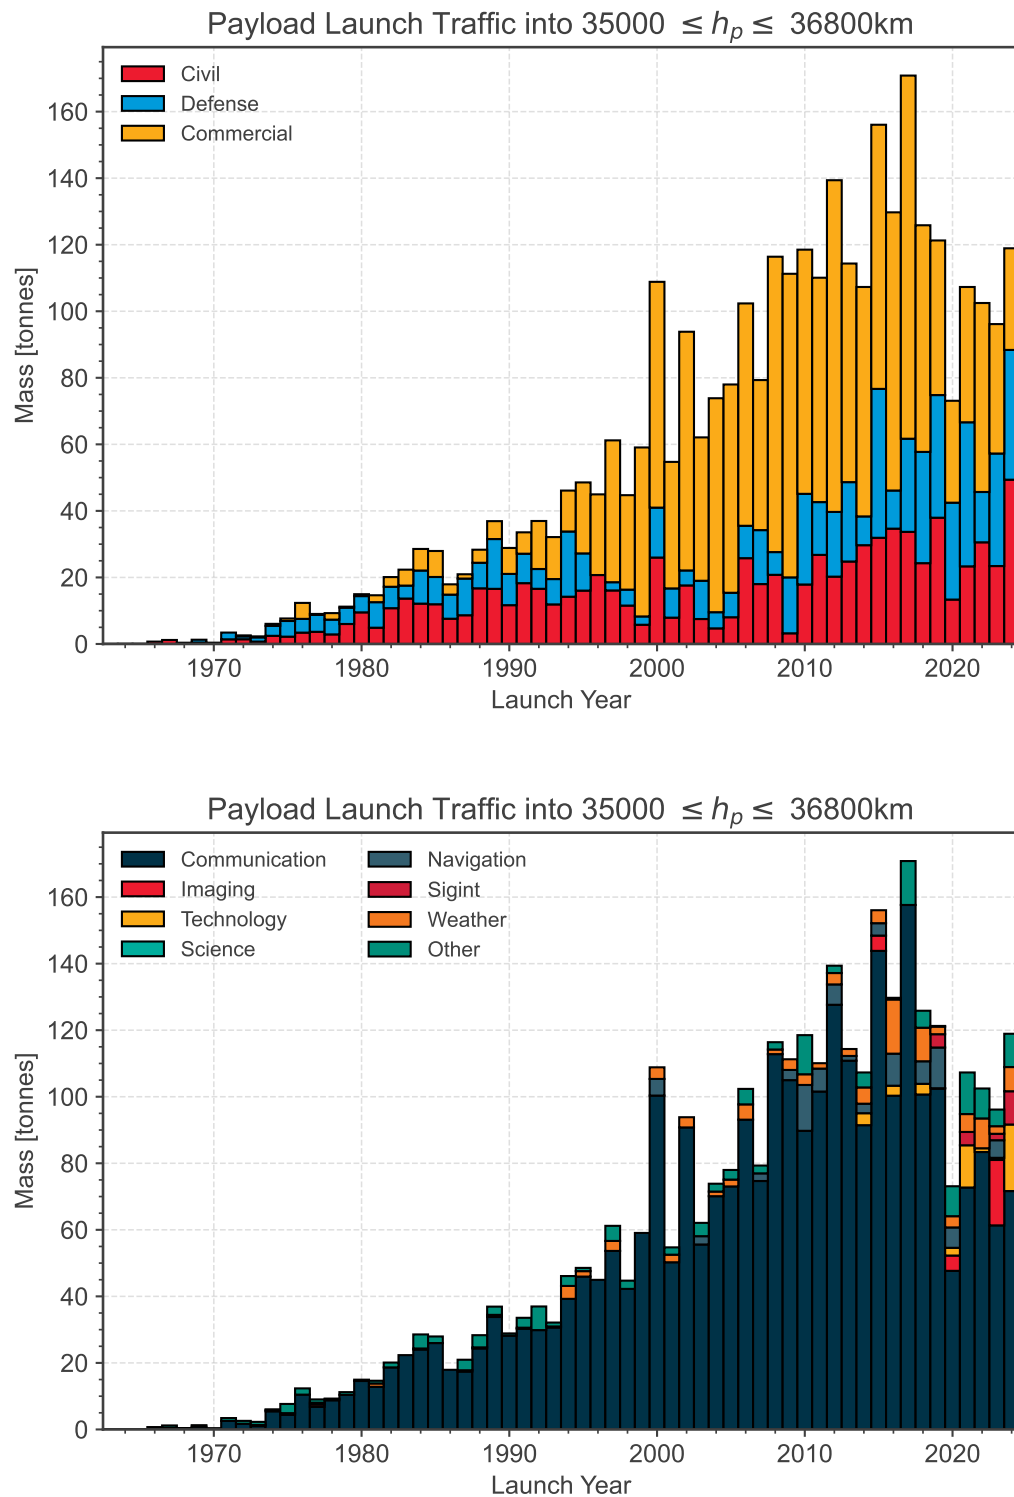 Payload Launch Traffic into 35000 ≤ hp ≤ 36800km
Civil
Defense
Commercial
160
140
120
100
80
60
40
20
0
Mass [tonnes]
1970 1980 1990 2000 2010 2020
Launch Year
Payload Launch Traffic into 35000 ≤ hp ≤ 36800km
Communication Navigation
Imaging Sigint
Technology Weather
Science Other
160
140
120
100
80
60
40
20
0
Mass [tonnes]
1970 1980 1990 2000 2010 2020
Launch Year